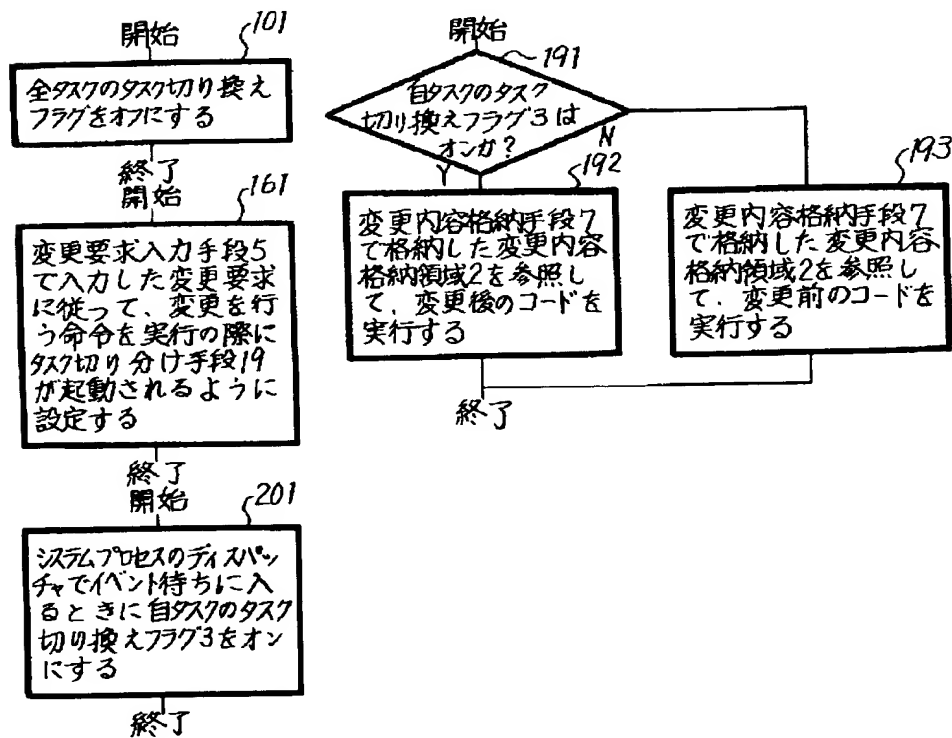 開始
101
全タスクのタスク切り換え
フラグをオフにする
終了
開始
161
変更要求入力手段5
で入力した変更要求
に従って、変更を行
う命令を実行の際に
タスク切り分け手段19
が起動されるように
設定する
終了
開始
201
システムプロセスのディスパッ
チャでイベント待ちに入
るときに自タスクのタスク
切り換えフラグ3をオン
にする
終了
開始
191
自タスクのタスク
切り換えフラグ3は
オンか?
N
Y
192
変更内容格納手段7
で格納した変更内容
格納領域2を参照し
て、変更後のコードを
実行する
193
変更内容格納手段7
で格納した変更内容
格納領域2を参照し
て、変更前のコードを
実行する
終了